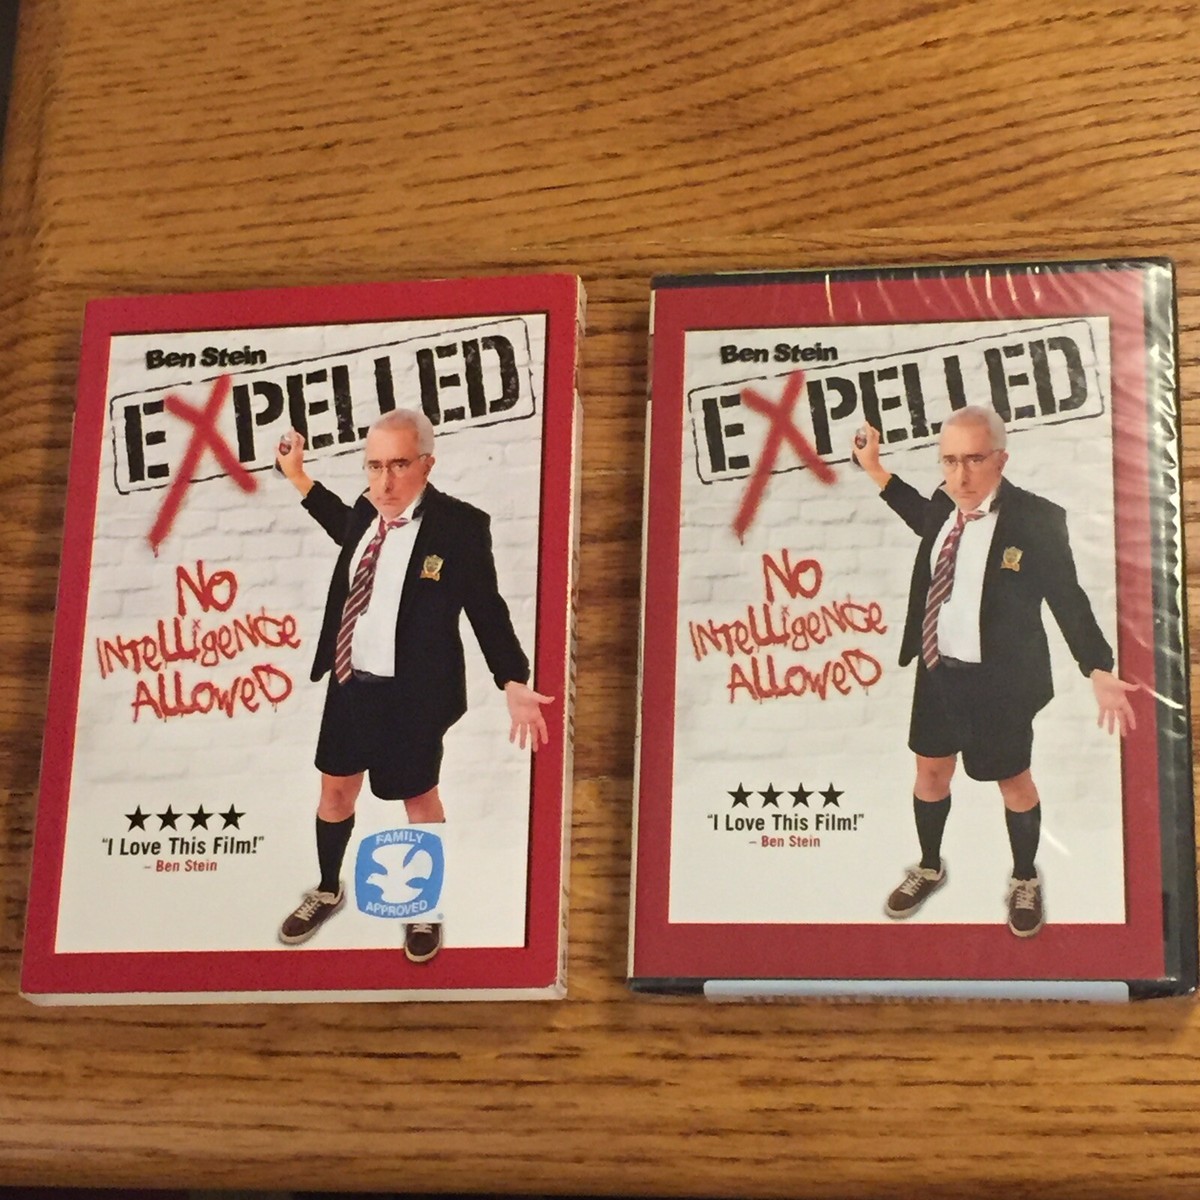 Ben Stein
EXPELLED
No
Intelligence
Allowed
"I Love This Film!"
– Ben Stein
FAMILY
APPROVED
Ben Stein
EXPELLED
No
Intelligence
Allowed
"I Love This Film!"
– Ben Stein